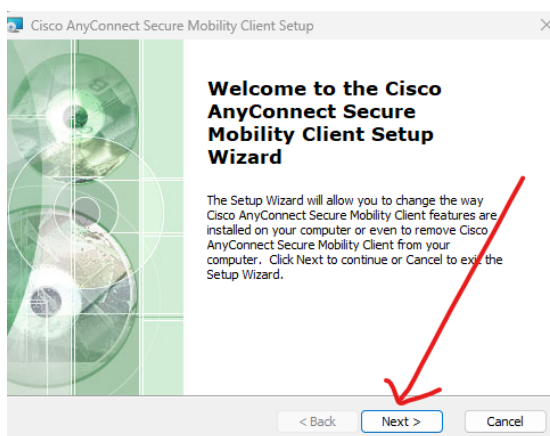 Cisco AnyConnect Secure Mobility Client Setup
Welcome to the Cisco
AnyConnect Secure
Mobility Client Setup
Wizard
The Setup Wizard will allow you to change the way
Cisco AnyConnect Secure Mobility Client features are
installed on your computer or even to remove Cisco
AnyConnect Secure Mobility Client from your
computer. Click Next to continue or Cancel to exit the
Setup Wizard.
< Back
Next >
Cancel